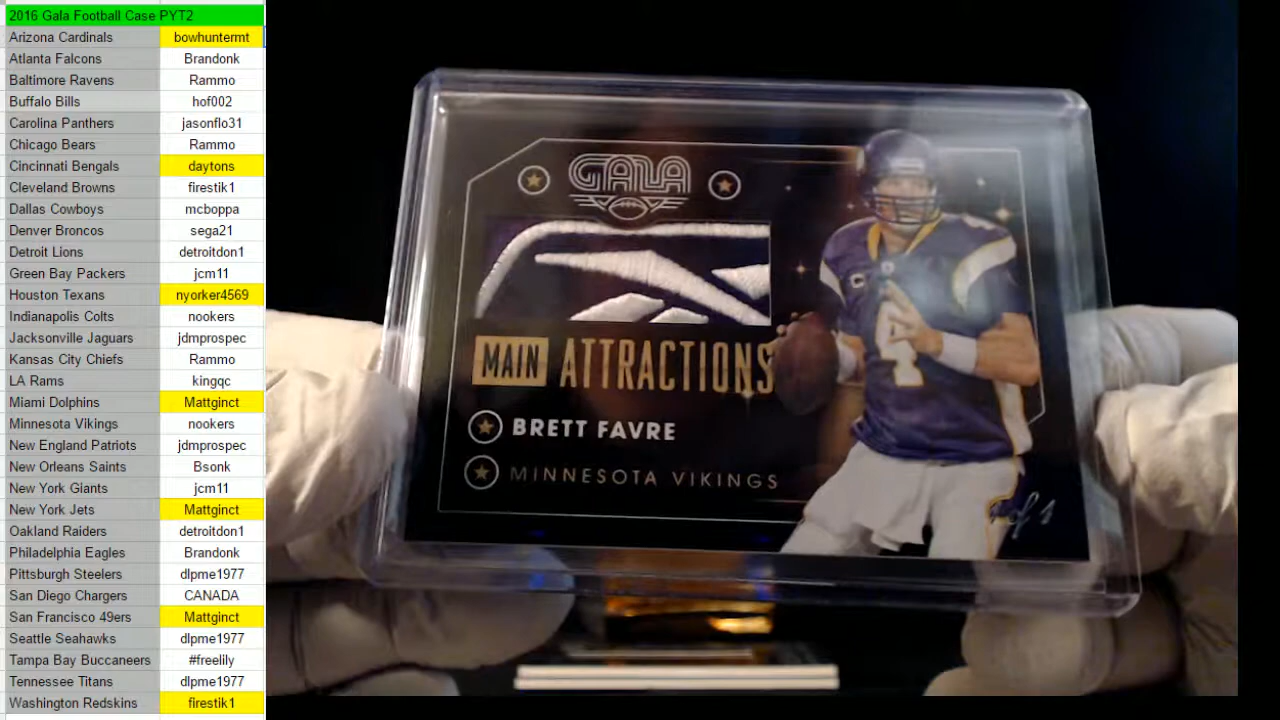 2016 Gala Football Case PYT2
Arizona Cardinals bowhuntermt
Atlanta Falcons Brandonk
Baltimore Ravens Rammo
Buffalo Bills hof002
Carolina Panthers jasonflo31
Chicago Bears Rammo
Cincinnati Bengals daytons
Cleveland Browns firestik1
Dallas Cowboys mcboppa
Denver Broncos sega21
Detroit Lions detroitdon1
Green Bay Packers jcm11
Houston Texans nyorker4569
Indianapolis Colts nookers
Jacksonville Jaguars jdmprospec
Kansas City Chiefs Rammo
LA Rams kingqc
Miami Dolphins Mattginct
Minnesota Vikings nookers
New England Patriots jdmprospec
New Orleans Saints Bsonk
New York Giants jcm11
New York Jets Mattginct
Oakland Raiders detroitdon1
Philadelphia Eagles Brandonk
Pittsburgh Steelers dlpme1977
San Diego Chargers CANADA
San Francisco 49ers Mattginct
Seattle Seahawks dlpme1977
Tampa Bay Buccaneers #freelily
Tennessee Titans dlpme1977
Washington Redskins firestik1
GALA
MAIN ATTRACTIONS
BRETT FAVRE
MINNESOTA VIKINGS
4
of 1